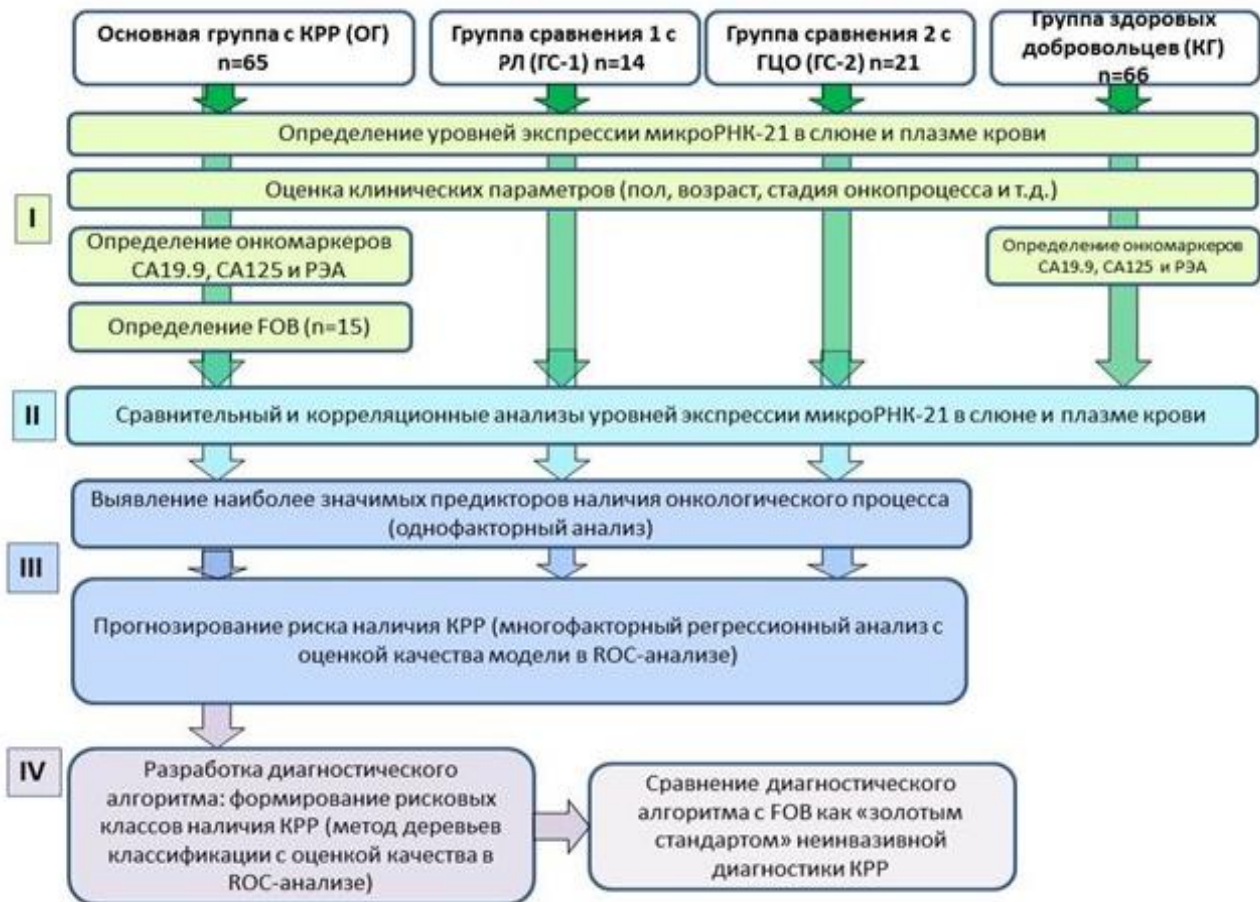 Основная группа с КРР (ОГ)
n=65
Группа сравнения 1 с
РЛ (ГС-1) n=14
Группа сравнения 2 с
ГЦО (ГС-2) n=21
Группа здоровых
добровольцев (КГ)
n=66
Определение уровней экспрессии микроРНК-21 в слюне и плазме крови
Оценка клинических параметров (пол, возраст, стадия онкопроцесса и т.д.)
I
Определение онкомаркеров
СА19.9, СА125 и РЭА
Определение онкомаркеров
СА19.9, СА125 и РЭА
Определение FOB (n=15)
II
Сравнительный и корреляционные анализы уровней экспрессии микроРНК-21 в слюне и плазме крови
Выявление наиболее значимых предикторов наличия онкологического процесса
(однофакторный анализ)
III
Прогнозирование риска наличия КРР (многофакторный регрессионный анализ с
оценкой качества модели в ROC-анализе)
IV
Разработка диагностического
алгоритма: формирование рисковых
классов наличия КРР (метод деревьев
классификации с оценкой качества в
ROC-анализе)
Сравнение диагностического
алгоритма с FOB как «золотым
стандартом» неинвазивной
диагностики КРР